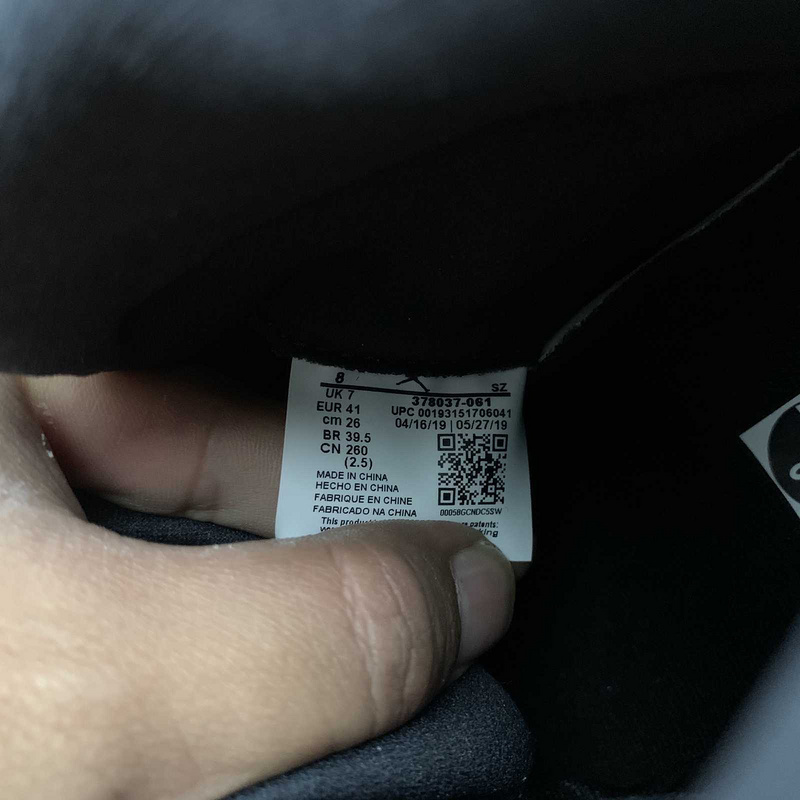 8
SZ
UK 7
EUR 41
cm 26
BR 39.5
CN 260
(2.5)
378037-061
UPC 00193151706041
04/16/19 | 05/27/19
MADE IN CHINA
HECHO EN CHINA
FABRIQUE EN CHINE
FABRICADO NA CHINA
00058GCNDC5SW
This patents: